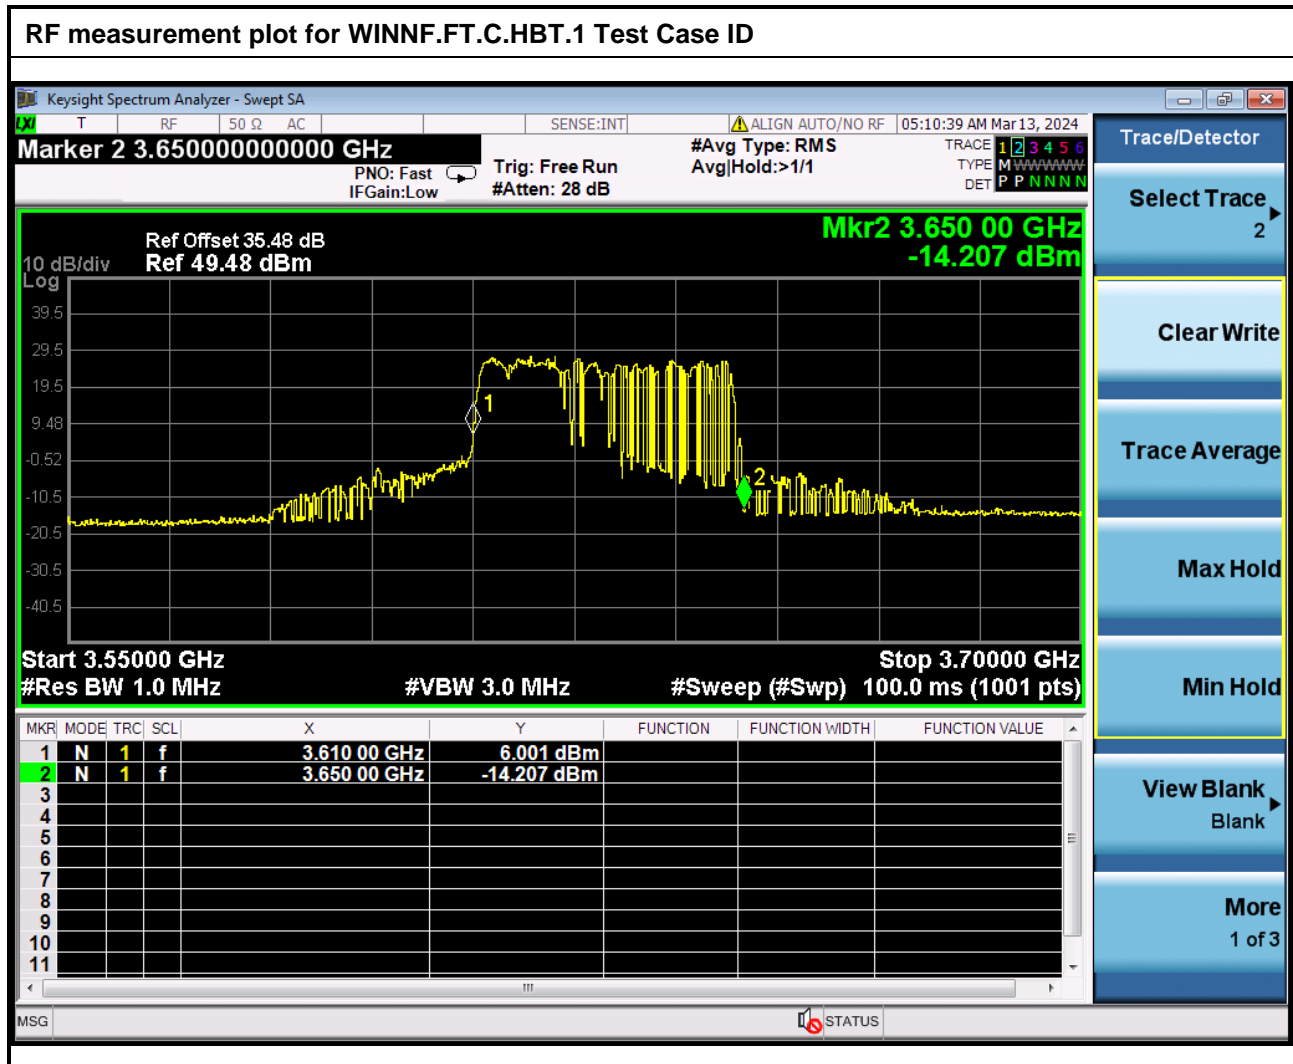 RF measurement plot for WINNF.FT.C.HBT.1 Test Case ID
Keysight Spectrum Analyzer - Swept SA
LXI T RF 50 Ω AC SENSE:INT ALIGN AUTO/NO RF 05:10:39 AM Mar 13, 2024
Marker 2 3.650000000000 GHz
PNO: Fast
IFGain:Low
Trig: Free Run
#Atten: 28 dB
#Avg Type: RMS
Avg|Hold:>1/1
TRACE 1 2 3 4 5 6
TYPE M WWWWW
DET P P N N N N
Mkr2 3.650 00 GHz
-14.207 dBm
Ref Offset 35.48 dB
10 dB/div Ref 49.48 dBm
Log
39.5
29.5
19.5
9.48
-0.52
-10.5
-20.5
-30.5
-40.5
1
2
Start 3.55000 GHz Stop 3.70000 GHz
#Res BW 1.0 MHz #VBW 3.0 MHz #Sweep (#Swp) 100.0 ms (1001 pts)
MKR MODE TRC SCL X Y FUNCTION FUNCTION WIDTH FUNCTION VALUE
1 N 1 f 3.610 00 GHz 6.001 dBm
2 N 1 f 3.650 00 GHz -14.207 dBm
3
4
5
6
7
8
9
10
11
MSG STATUS
Trace/Detector
Select Trace
2
Clear Write
Trace Average
Max Hold
Min Hold
View Blank
Blank
More
1 of 3